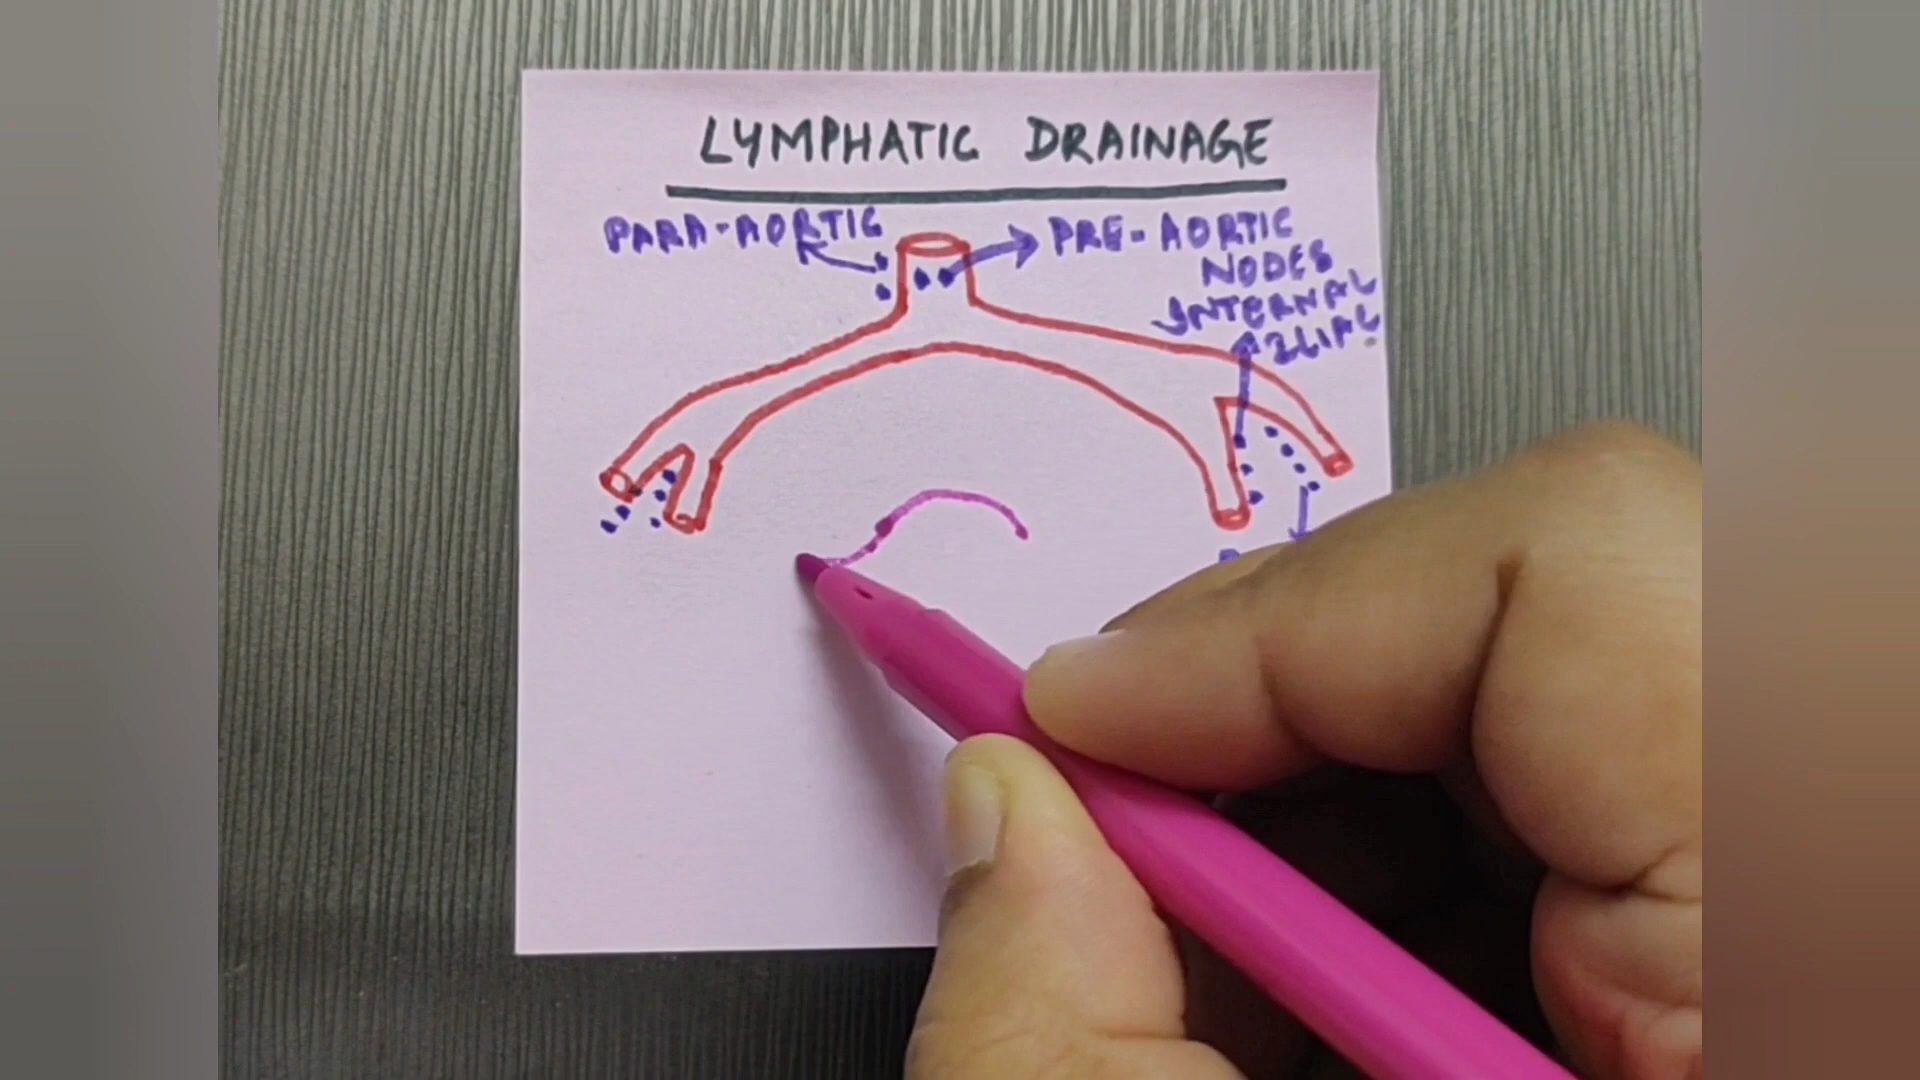 LYMPHATIC DRAINAGE
PARA-AORTIC
PRE-AORTIC
NODES
INTERNAL
ILIAC